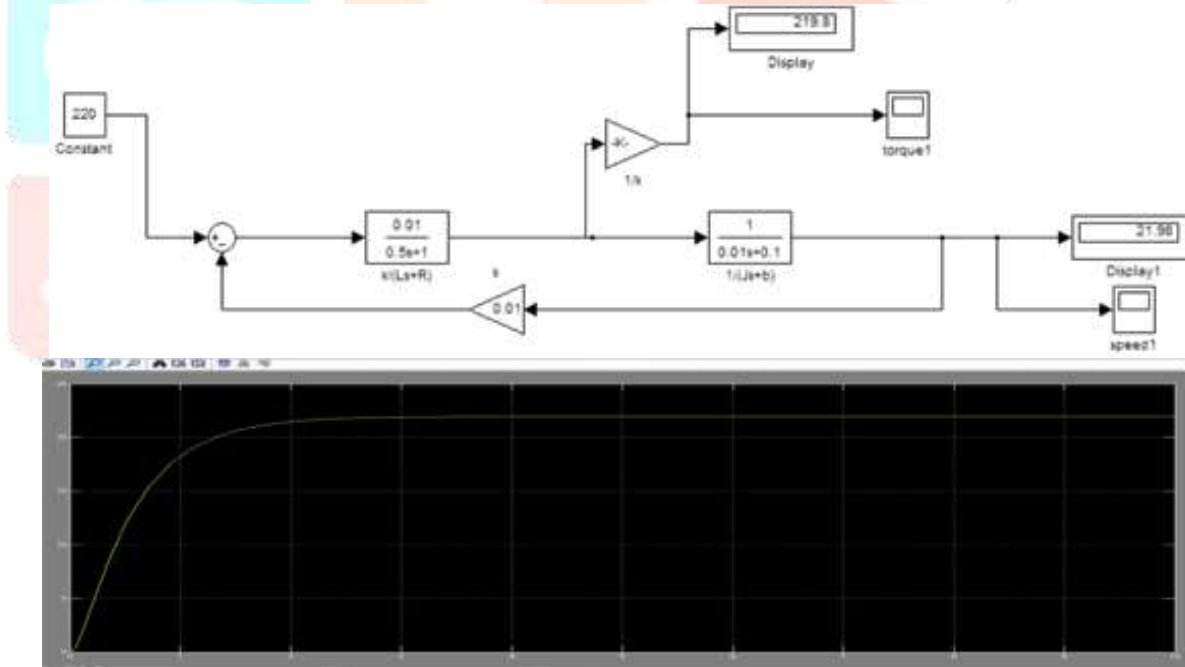 219.8
Display
220
Constant
-K-
torque1
1/k
0.01
0.5s+1
k/(Ls+R)
1
0.01s+0.1
1/(Js+b)
21.98
Display1
0.01
speed1